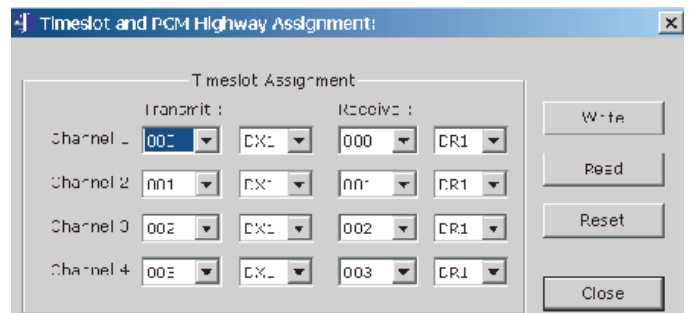 Timeslot and PCM Highway Assignment:
Timeslot Assignment
Transmit : Receive :
Channel 1 000 DX1 000 DR1
Channel 2 001 DX1 001 DR1
Channel 3 002 DX1 002 DR1
Channel 4 003 DX1 003 DR1
Write
Read
Reset
Close